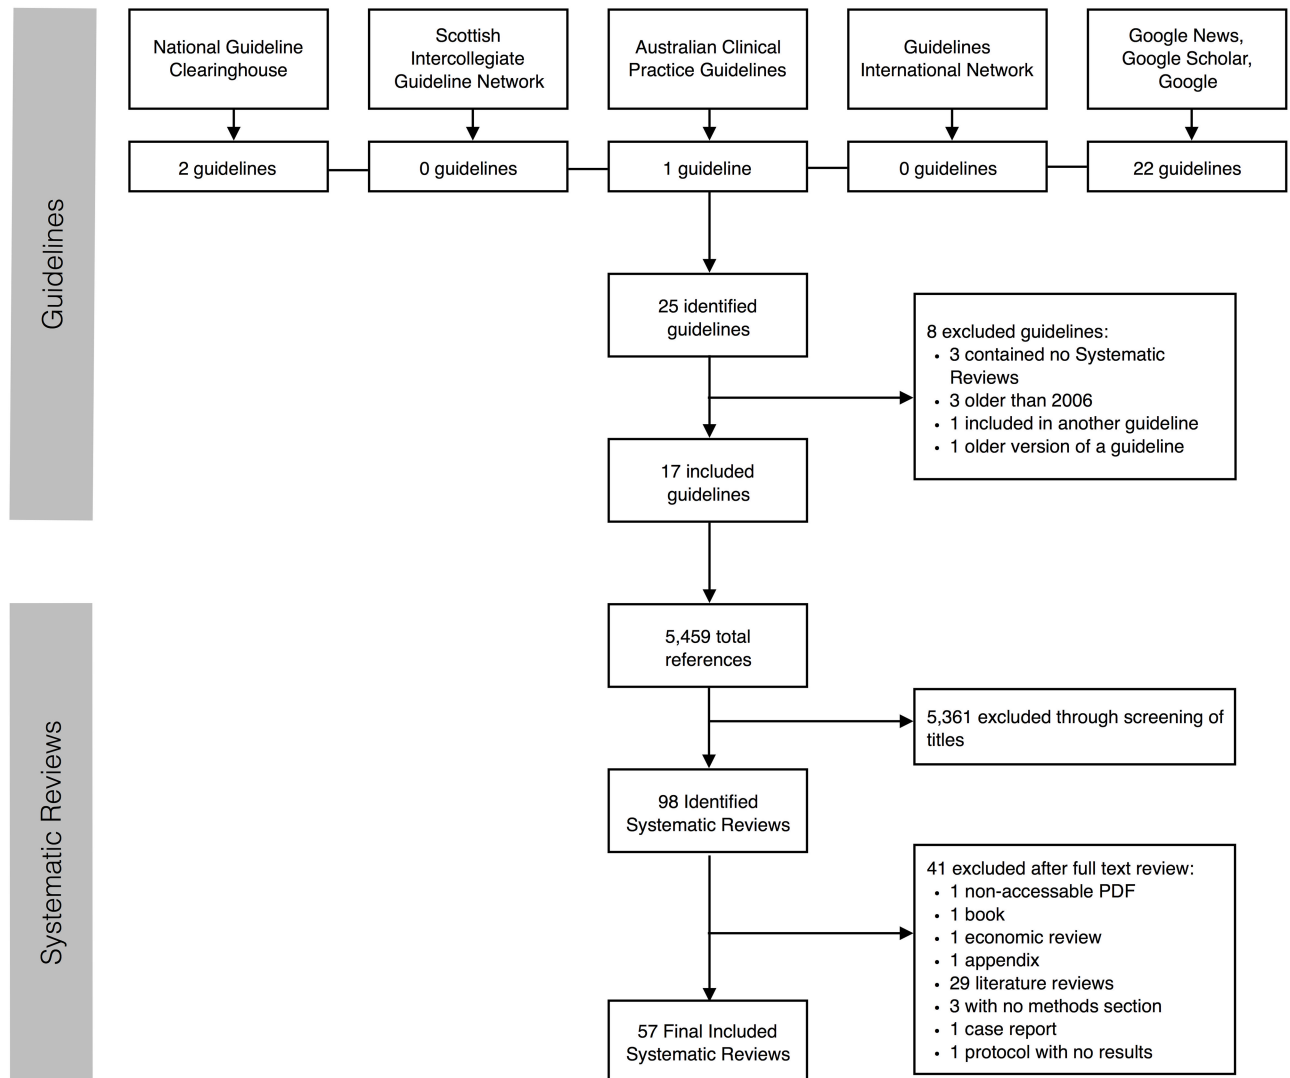 National Guideline
Clearinghouse
Scottish
Intercollegiate
Guideline Network
Australian Clinical
Practice Guidelines
Guidelines
International Network
Google News,
Google Scholar,
Google
2 guidelines
0 guidelines
1 guideline
0 guidelines
22 guidelines
Guidelines
25 identified
guidelines
8 excluded guidelines:
• 3 contained no Systematic
Reviews
• 3 older than 2006
• 1 included in another guideline
• 1 older version of a guideline
17 included
guidelines
Systematic Reviews
5,459 total
references
5,361 excluded through screening of
titles
98 Identified
Systematic Reviews
41 excluded after full text review:
• 1 non-accessable PDF
• 1 book
• 1 economic review
• 1 appendix
• 29 literature reviews
• 3 with no methods section
• 1 case report
• 1 protocol with no results
57 Final Included
Systematic Reviews